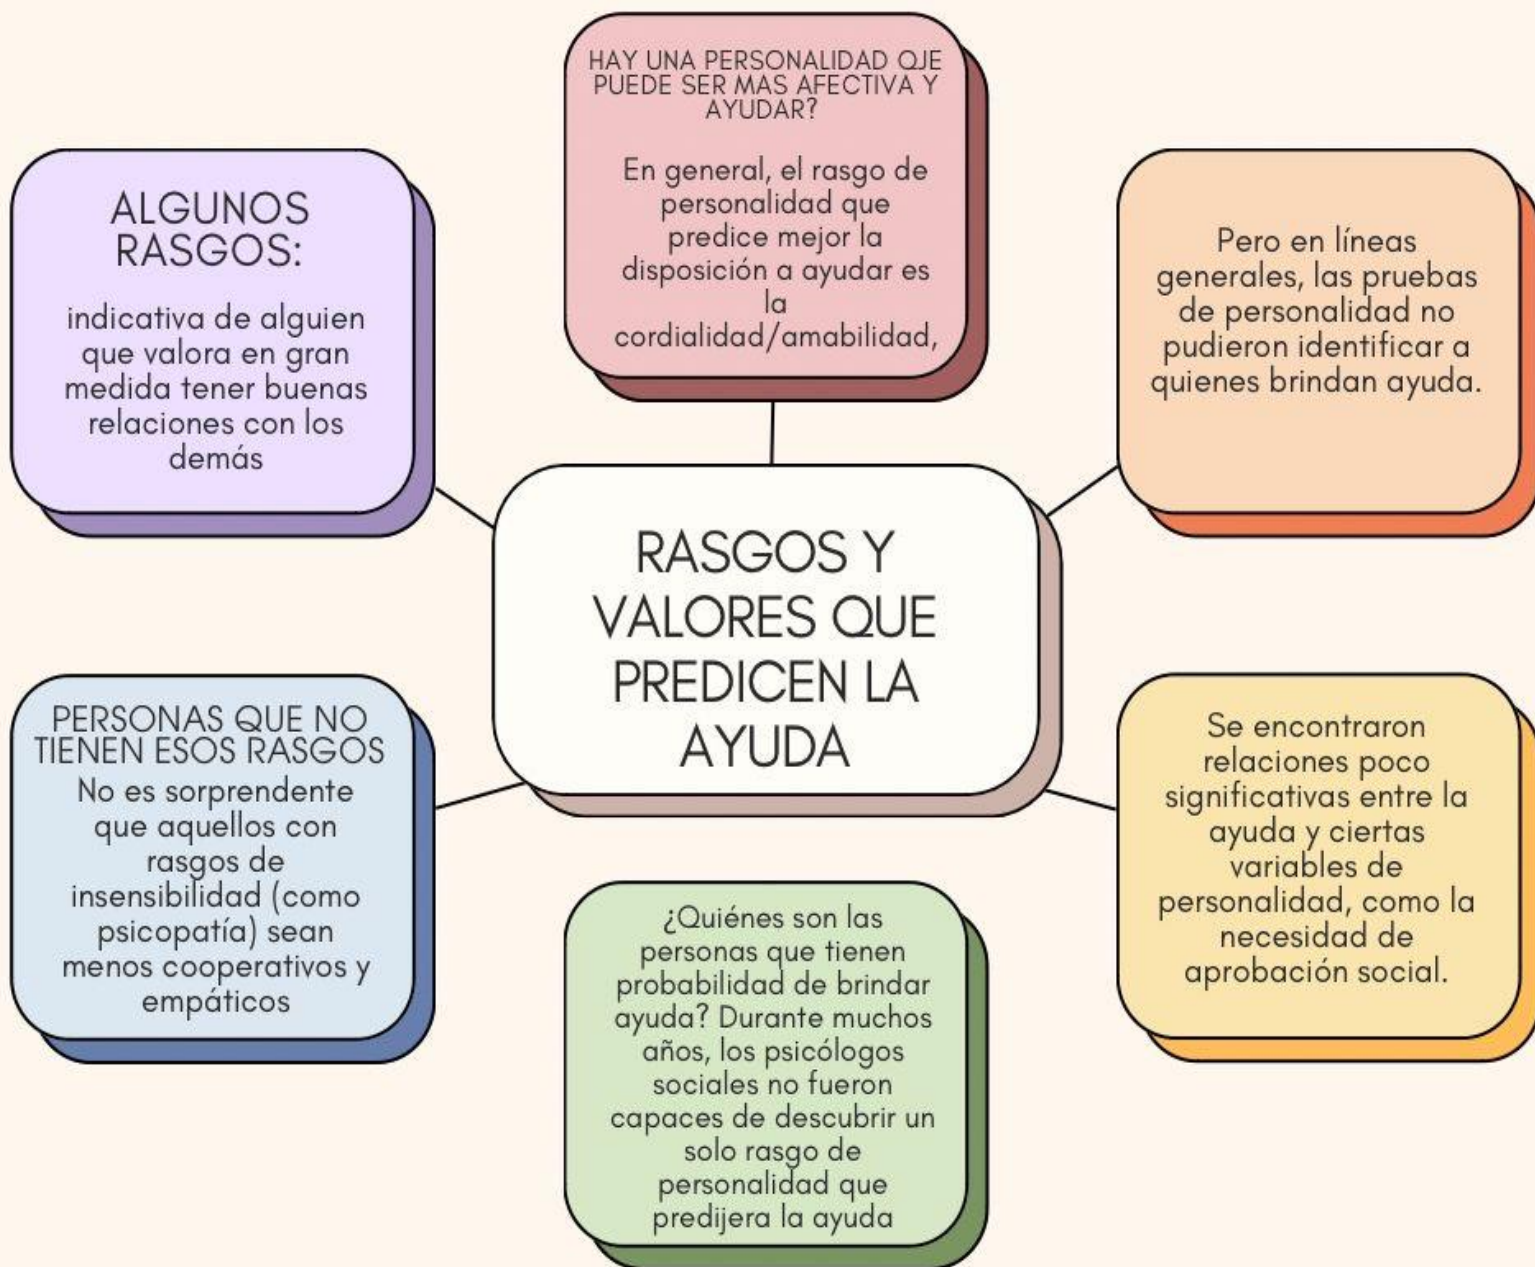 HAY UNA PERSONALIDAD QJE
PUEDE SER MAS AFECTIVA Y
AYUDAR?
En general, el rasgo de
personalidad que
predice mejor la
disposición a ayudar es
la
cordialidad/amabilidad,
ALGUNOS
RASGOS:
indicativa de alguien
que valora en gran
medida tener buenas
relaciones con los
demás
Pero en líneas
generales, las pruebas
de personalidad no
pudieron identificar a
quienes brindan ayuda.
RASGOS Y
VALORES QUE
PREDICEN LA
AYUDA
PERSONAS QUE NO
TIENEN ESOS RASGOS
No es sorprendente
que aquellos con
rasgos de
insensibilidad (como
psicopatía) sean
menos cooperativos y
empáticos
Se encontraron
relaciones poco
significativas entre la
ayuda y ciertas
variables de
personalidad, como la
necesidad de
aprobación social.
¿Quiénes son las
personas que tienen
probabilidad de brindar
ayuda? Durante muchos
años, los psicólogos
sociales no fueron
capaces de descubrir un
solo rasgo de
personalidad que
predijera la ayuda